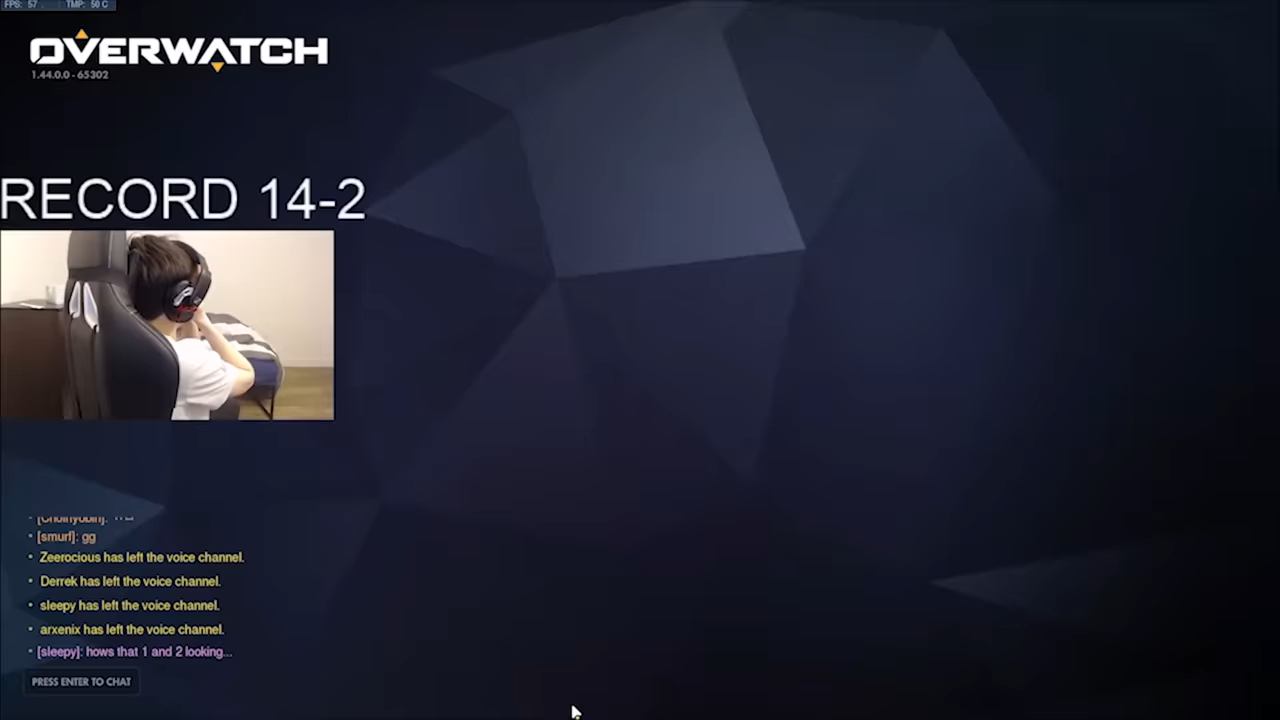 FPS: 57
TMP: 50 C
OVERWATCH
1.44.0.0 - 65302
RECORD 14-2
• [smurf]: gg
• Zeerocious has left the voice channel.
• Derrek has left the voice channel.
• sleepy has left the voice channel.
• arxenix has left the voice channel.
• [sleepy]: hows that 1 and 2 looking...
PRESS ENTER TO CHAT